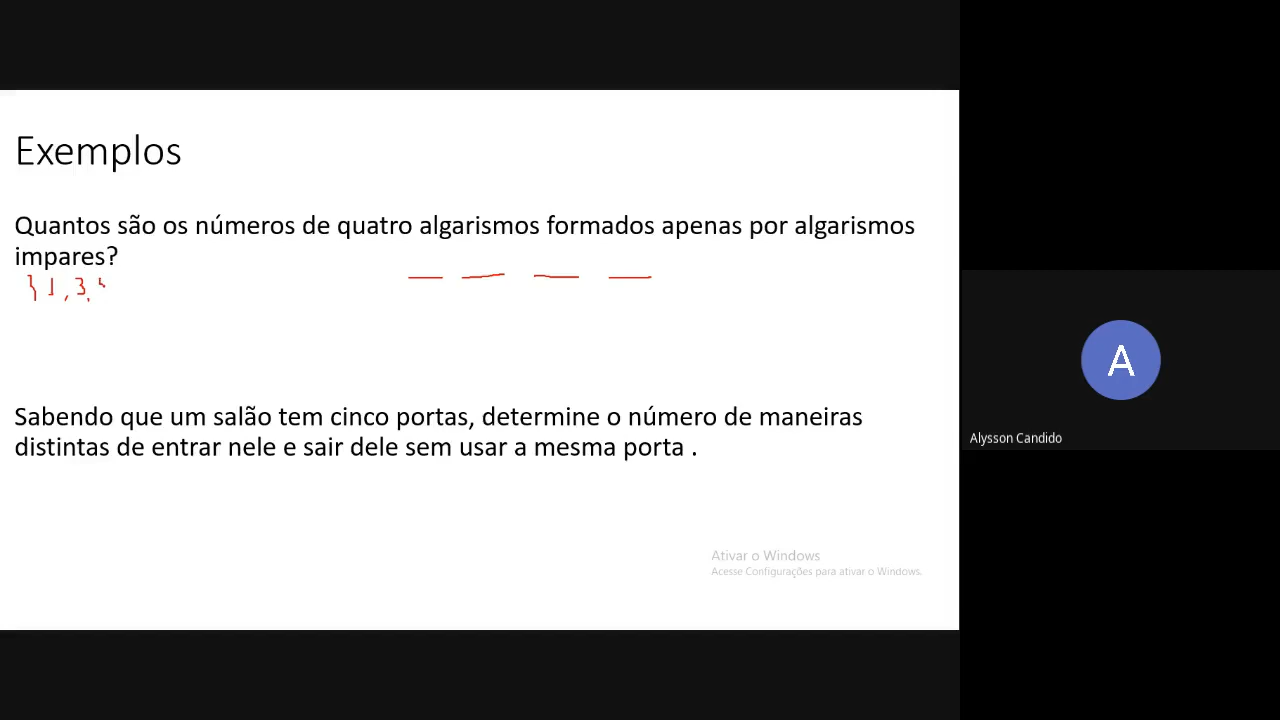 Exemplos
Quantos são os números de quatro algarismos formados apenas por algarismos
impares?
{1, 3,
Sabendo que um salão tem cinco portas, determine o número de maneiras
distintas de entrar nele e sair dele sem usar a mesma porta .
Ativar o Windows
Acesse Configurações para ativar o Windows.
A
Alysson Candido